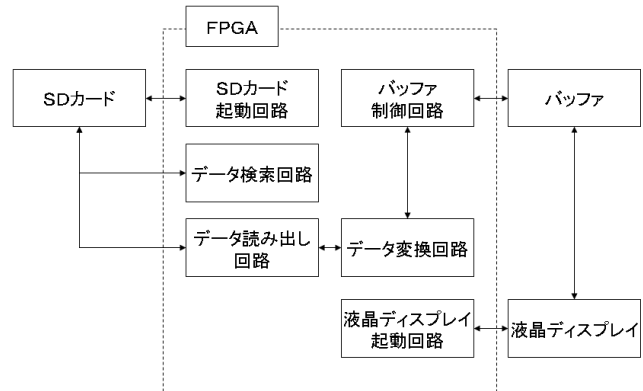 FPGA
SDカード
SDカード
起動回路
バッファ
制御回路
バッファ
データ検索回路
データ読み出し
回路
データ変換回路
液晶ディスプレイ
起動回路
液晶ディスプレイ